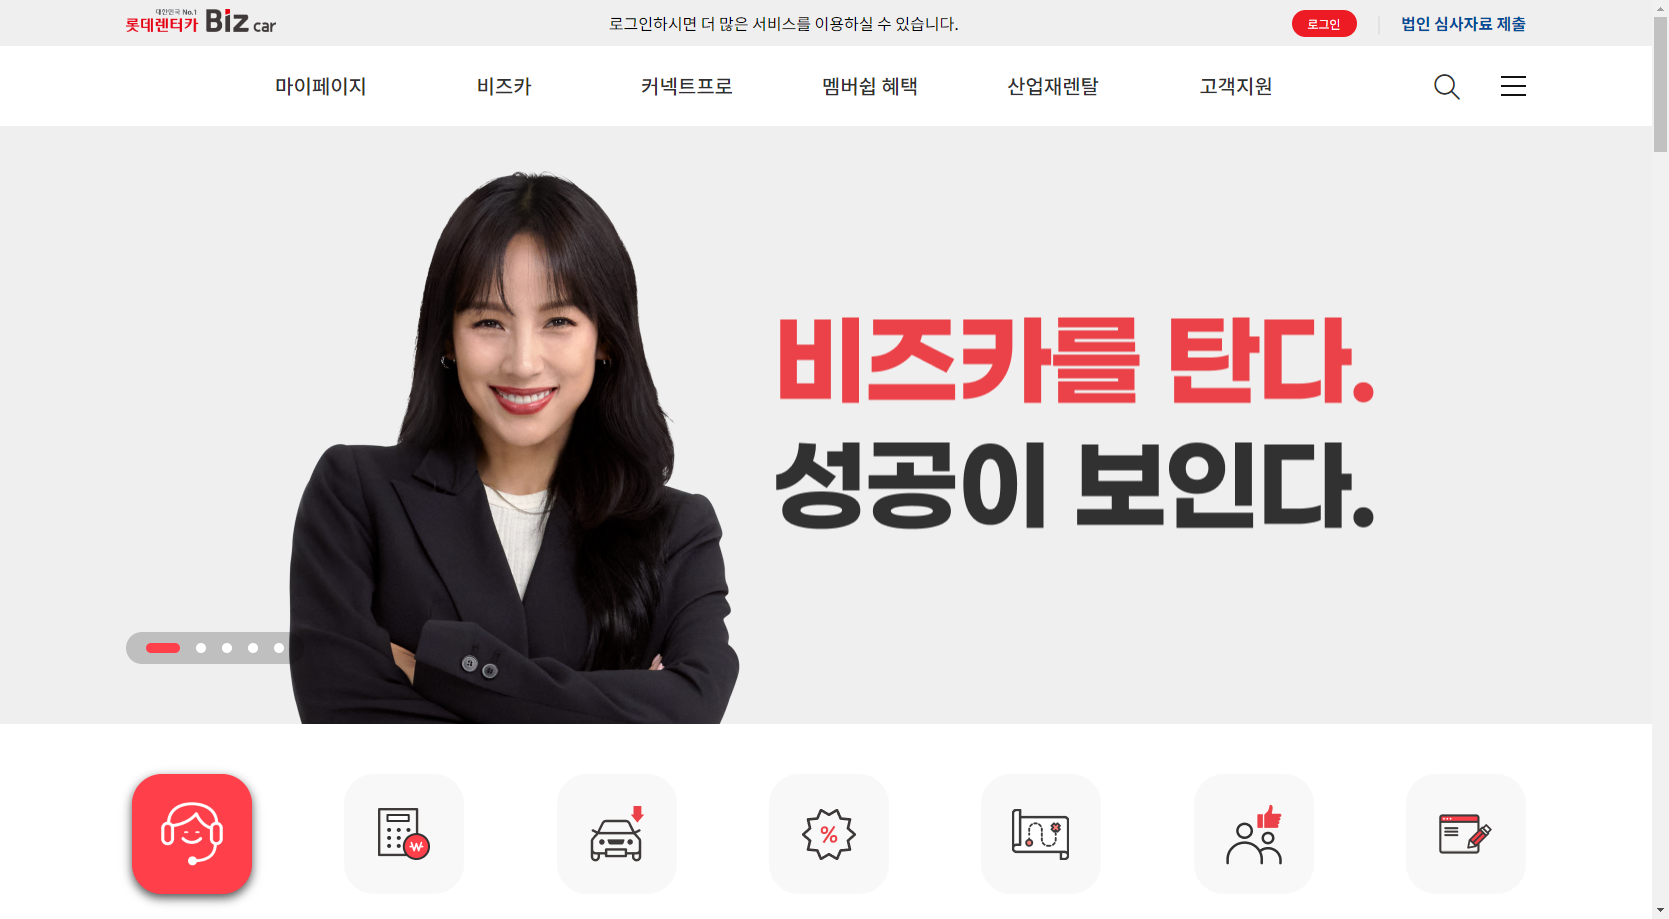 대한민국 No.1
롯데렌터카 Biz car
로그인하시면 더 많은 서비스를 이용하실 수 있습니다.
로그인
법인 심사자료 제출
마이페이지
비즈카
커넥트프로
멤버쉽 혜택
산업재렌탈
고객지원
비즈카를 탄다.
성공이 보인다.
₩
%